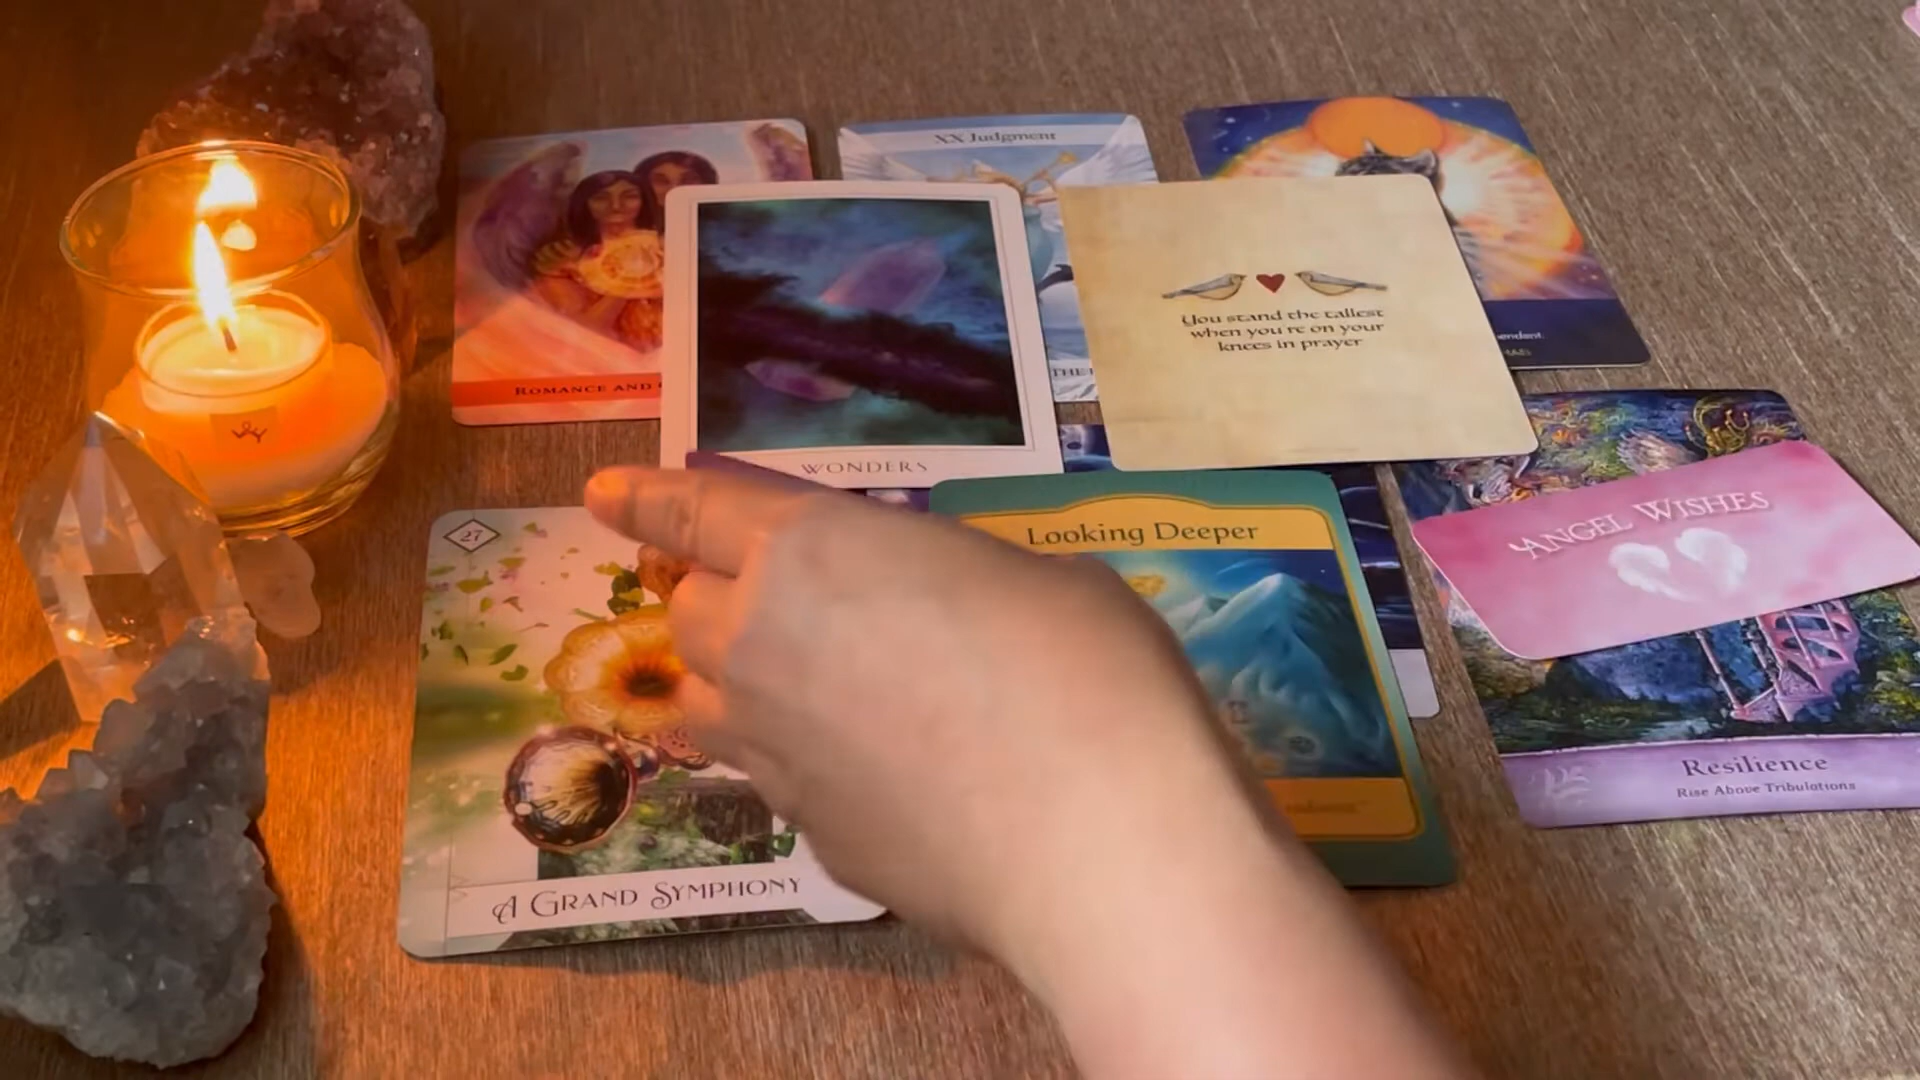 XX Judgment
ROMANCE AND
WONDERS
You stand the tallest
when you're on your
knees in prayer
27
Looking Deeper
ANGEL WISHES
A GRAND SYMPHONY
Resilience
Rise Above Tribulations